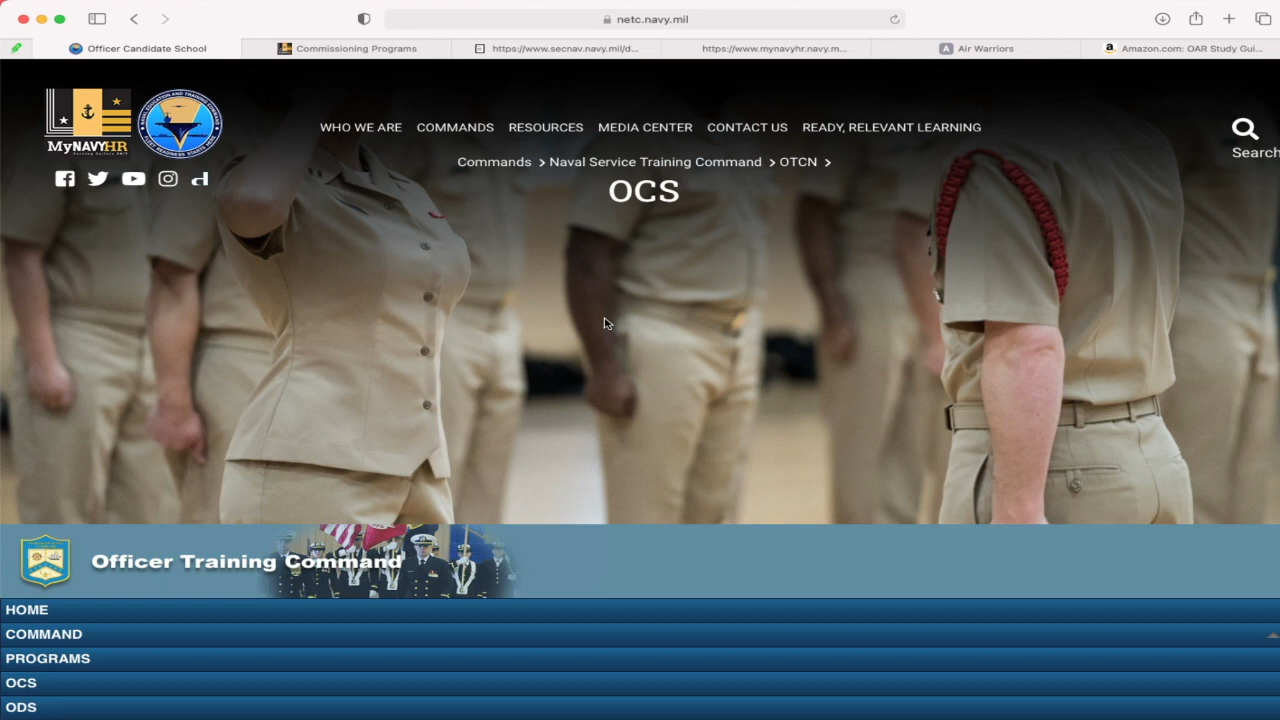 netc.navy.mil
Officer Candidate School
Commissioning Programs
https://www.secnav.navy.mil/d...
https://www.mynavyhr.navy.m...
A Air Warriors
a Amazon.com: OAR Study Gui...
MyNAVYHR
WHO WE ARE COMMANDS RESOURCES MEDIA CENTER CONTACT US READY, RELEVANT LEARNING
Search
Commands > Naval Service Training Command > OTCN >
OCS
Officer Training Command
HOME
COMMAND
PROGRAMS
OCS
ODS